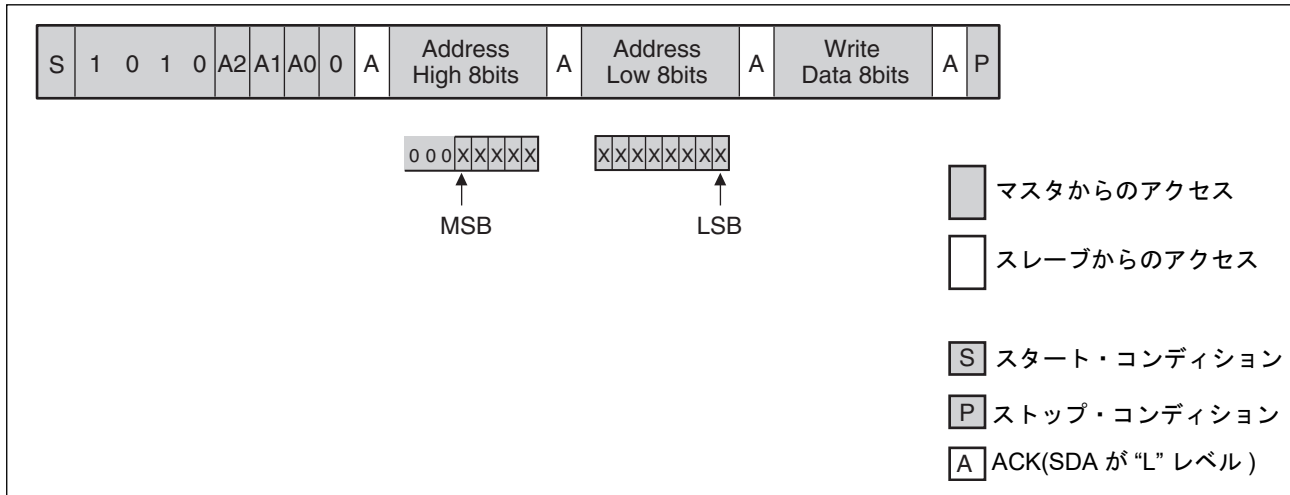 S 1 0 1 0 A2 A1 A0 0 A Address High 8bits A Address Low 8bits A Write Data 8bits A P
0 0 0 X X X X X X X X X X X X X
MSB LSB
マスタからのアクセス
スレーブからのアクセス
S スタート・コンディション
P ストップ・コンディション
A ACK(SDA が “L” レベル )